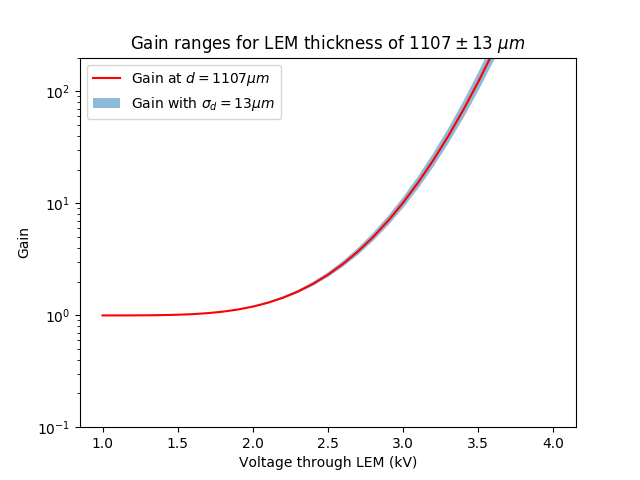 Gain ranges for LEM thickness of 1107 ± 13 μm
Gain at d = 1107μm
Gain with σ_d = 13μm
10²
10¹
10⁰
10⁻¹
Gain
1.0 1.5 2.0 2.5 3.0 3.5 4.0
Voltage through LEM (kV)